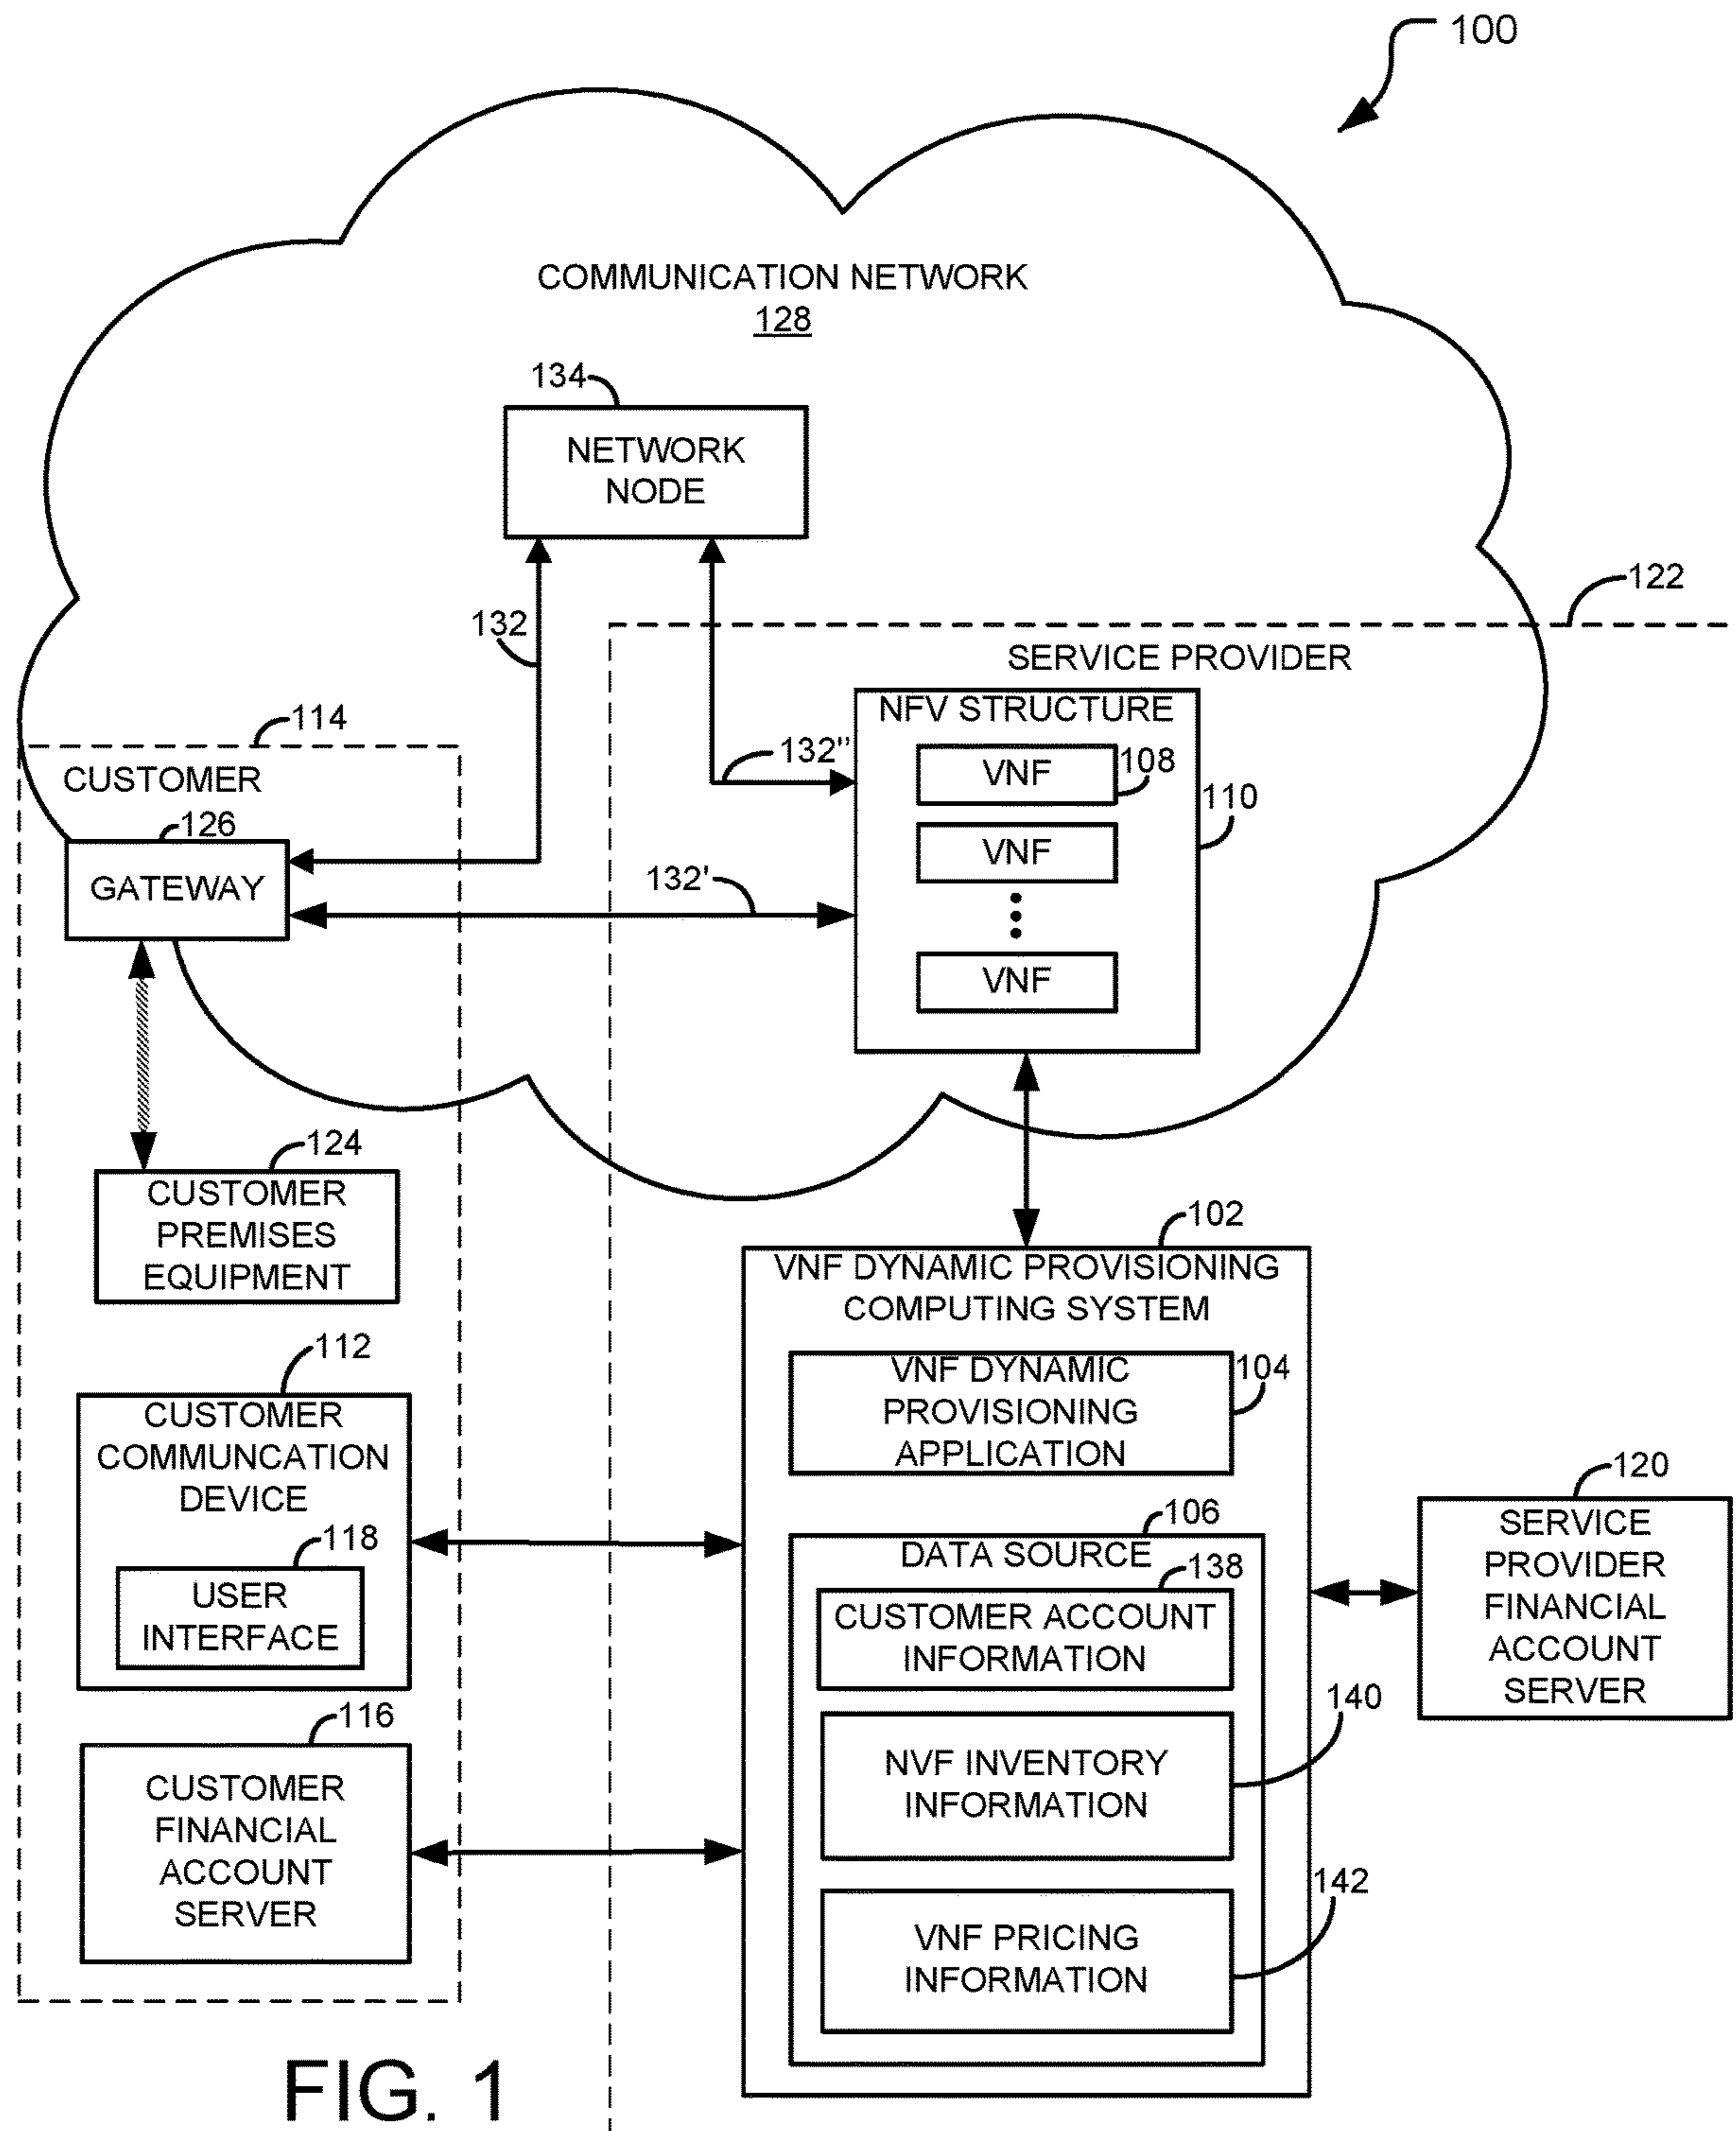 100
COMMUNICATION NETWORK
128
134
NETWORK
NODE
122
132
SERVICE PROVIDER
NFV STRUCTURE
114
132"
VNF
108
CUSTOMER
110
126
VNF
GATEWAY
132'
VNF
124
CUSTOMER
PREMISES
EQUIPMENT
102
VNF DYNAMIC PROVISIONING
COMPUTING SYSTEM
112
VNF DYNAMIC
PROVISIONING
APPLICATION
104
CUSTOMER
COMMUNCATION
DEVICE
120
SERVICE
PROVIDER
FINANCIAL
ACCOUNT
SERVER
106
DATA SOURCE
118
138
USER
INTERFACE
CUSTOMER ACCOUNT
INFORMATION
116
140
CUSTOMER
FINANCIAL
ACCOUNT
SERVER
NVF INVENTORY
INFORMATION
142
VNF PRICING
INFORMATION
FIG. 1